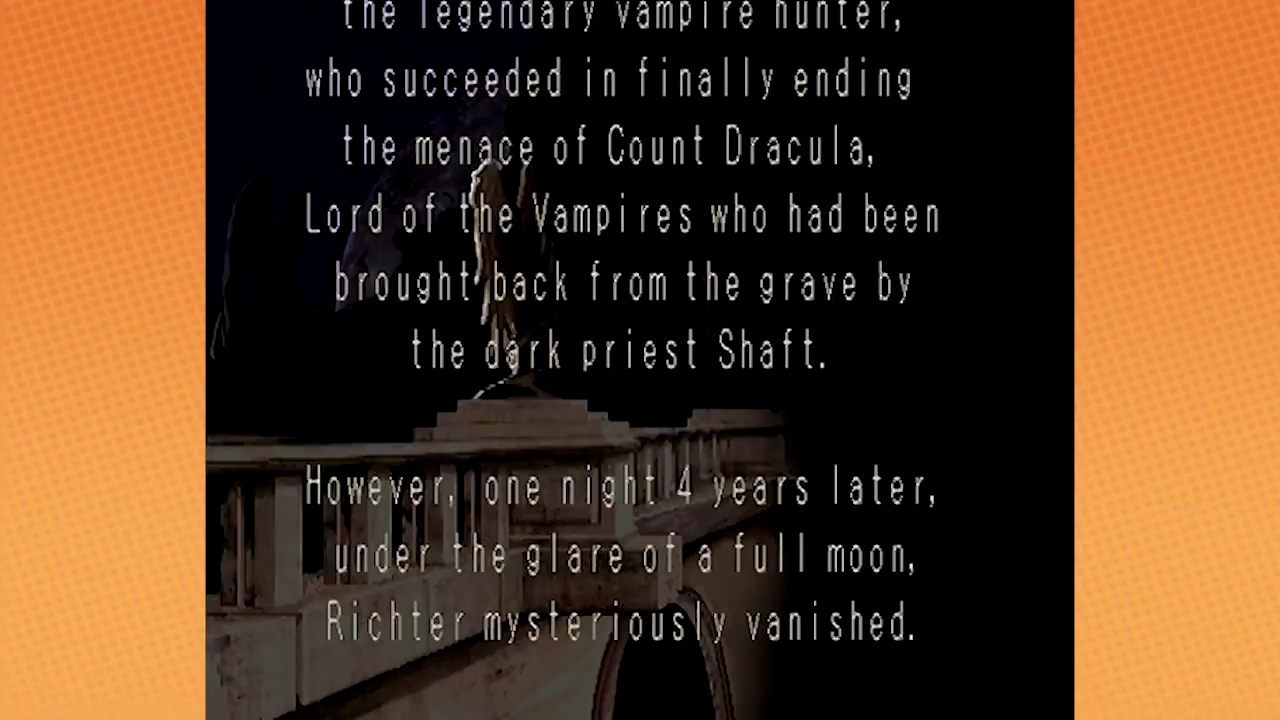 the legendary vampire hunter,
who succeeded in finally ending
the menace of Count Dracula,
Lord of the Vampires who had been
brought back from the grave by
the dark priest Shaft.
However, one night 4 years later,
under the glare of a full moon,
Richter mysteriously vanished.